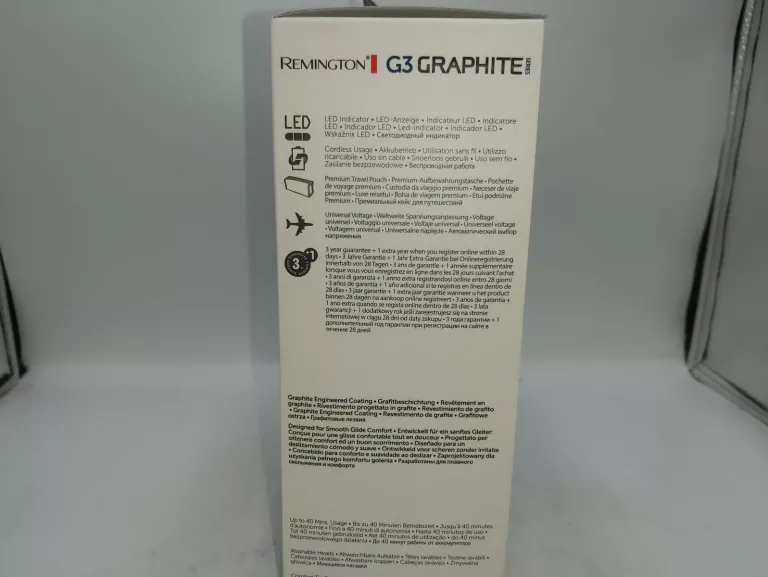 REMINGTON® G3 GRAPHITE SERIES
LED
LED Indicator • LED-Anzeige • Indicateur LED • Indicatore
LED • Indicador LED • Led-indicator • Indicador LED •
Wskaźnik LED • Светодиодный индикатор
Cordless Usage • Akkubetrieb • Utilisation sans fil • Utilizzo
ricaricabile • Uso sin cable • Snoerloos gebruik • Uso sem fio •
Zasilanie bezprzewodowe • Беспроводная работа
Premium Travel Pouch • Premium-Aufbewahrungstasche • Pochette
de voyage premium • Custodia da viaggio premium • Neceser de viaje
premium • Luxe reisetui • Bolsa de viagem premium • Etui podróżne
Premium • Премиальный кейс для путешествий
Universal Voltage • Weltweite Spannungsanpassung • Voltage
universel • Voltaggio universale • Voltaje universal • Universeel voltage
• Voltagem universal • Uniwersalne napięcie • Автоматический выбор
напряжения
3 +1
3 year guarantee + 1 extra year when you register online within 28
days • 3 Jahre Garantie + 1 Jahr Extra-Garantie bei Onlineregistrierung
innerhalb von 28 Tagen • 3 ans de garantie + 1 année supplémentaire
lorsque vous vous enregistrez en ligne dans les 28 jours suivant l'achat
• 3 anni di garanzia + 1 anno extra registrandosi online entro 28 giorni
• 3 años de garantía + 1 año adicional si te registras en línea dentro de
28 días • 3 jaar garantie + 1 extra jaar garantie wanneer u het product
binnen 28 dagen na aankoop online registreert • 3 anos de garantia +
1 ano extra quando se regista online dentro de 28 dias • 3 lata
gwarancji + 1 dodatkowy rok jeśli zarejestrujesz się na stronie
internetowej w ciągu 28 dni od daty zakupu • 3 года гарантии + 1
дополнительный год гарантии при регистрации на сайте в
течение 28 дней
Graphite Engineered Coating • Grafitbeschichtung • Revêtement en
graphite • Rivestimento progettato in grafite • Revestimiento de grafito
• Graphite Engineered Coating • Revestimento de grafite • Grafitowe
ostrza • Графитовые лезвия
Designed for Smooth Glide Comfort • Entwickelt für ein sanftes Gleiten
Conçue pour une glisse confortable tout en douceur • Progettato per
ottenere comfort ed un buon scorrimento • Diseñado para un
deslizamiento cómodo y suave • Ontwikkeld voor scheren zonder irritatie
• Concebido para conforto e suavidade ao deslizar • Zaprojektowany dla
uzyskania pełnego komfortu golenia • Разработаны для плавного
скольжения и комфорта
Up to 40 Mins. Usage • Bis zu 40 Minuten Betriebszeit • Jusqu'à 40 minutes
d'autonomie • Fino a 40 minuti di autonomia • Hasta 40 minutos de uso •
Tot 40 minuten gebruikstijd • Até 40 minutos de utilização • do 40 minut
bezprzewodowego działania • До 40 минут работы от аккумулятора
Washable Heads • Abwaschbare Aufsätze • Têtes lavables • Testine lavabili •
Cabezales lavables • Afwasbare koppen • Cabeças laváveis • Zmywalna
głowica • Моющиеся насадки